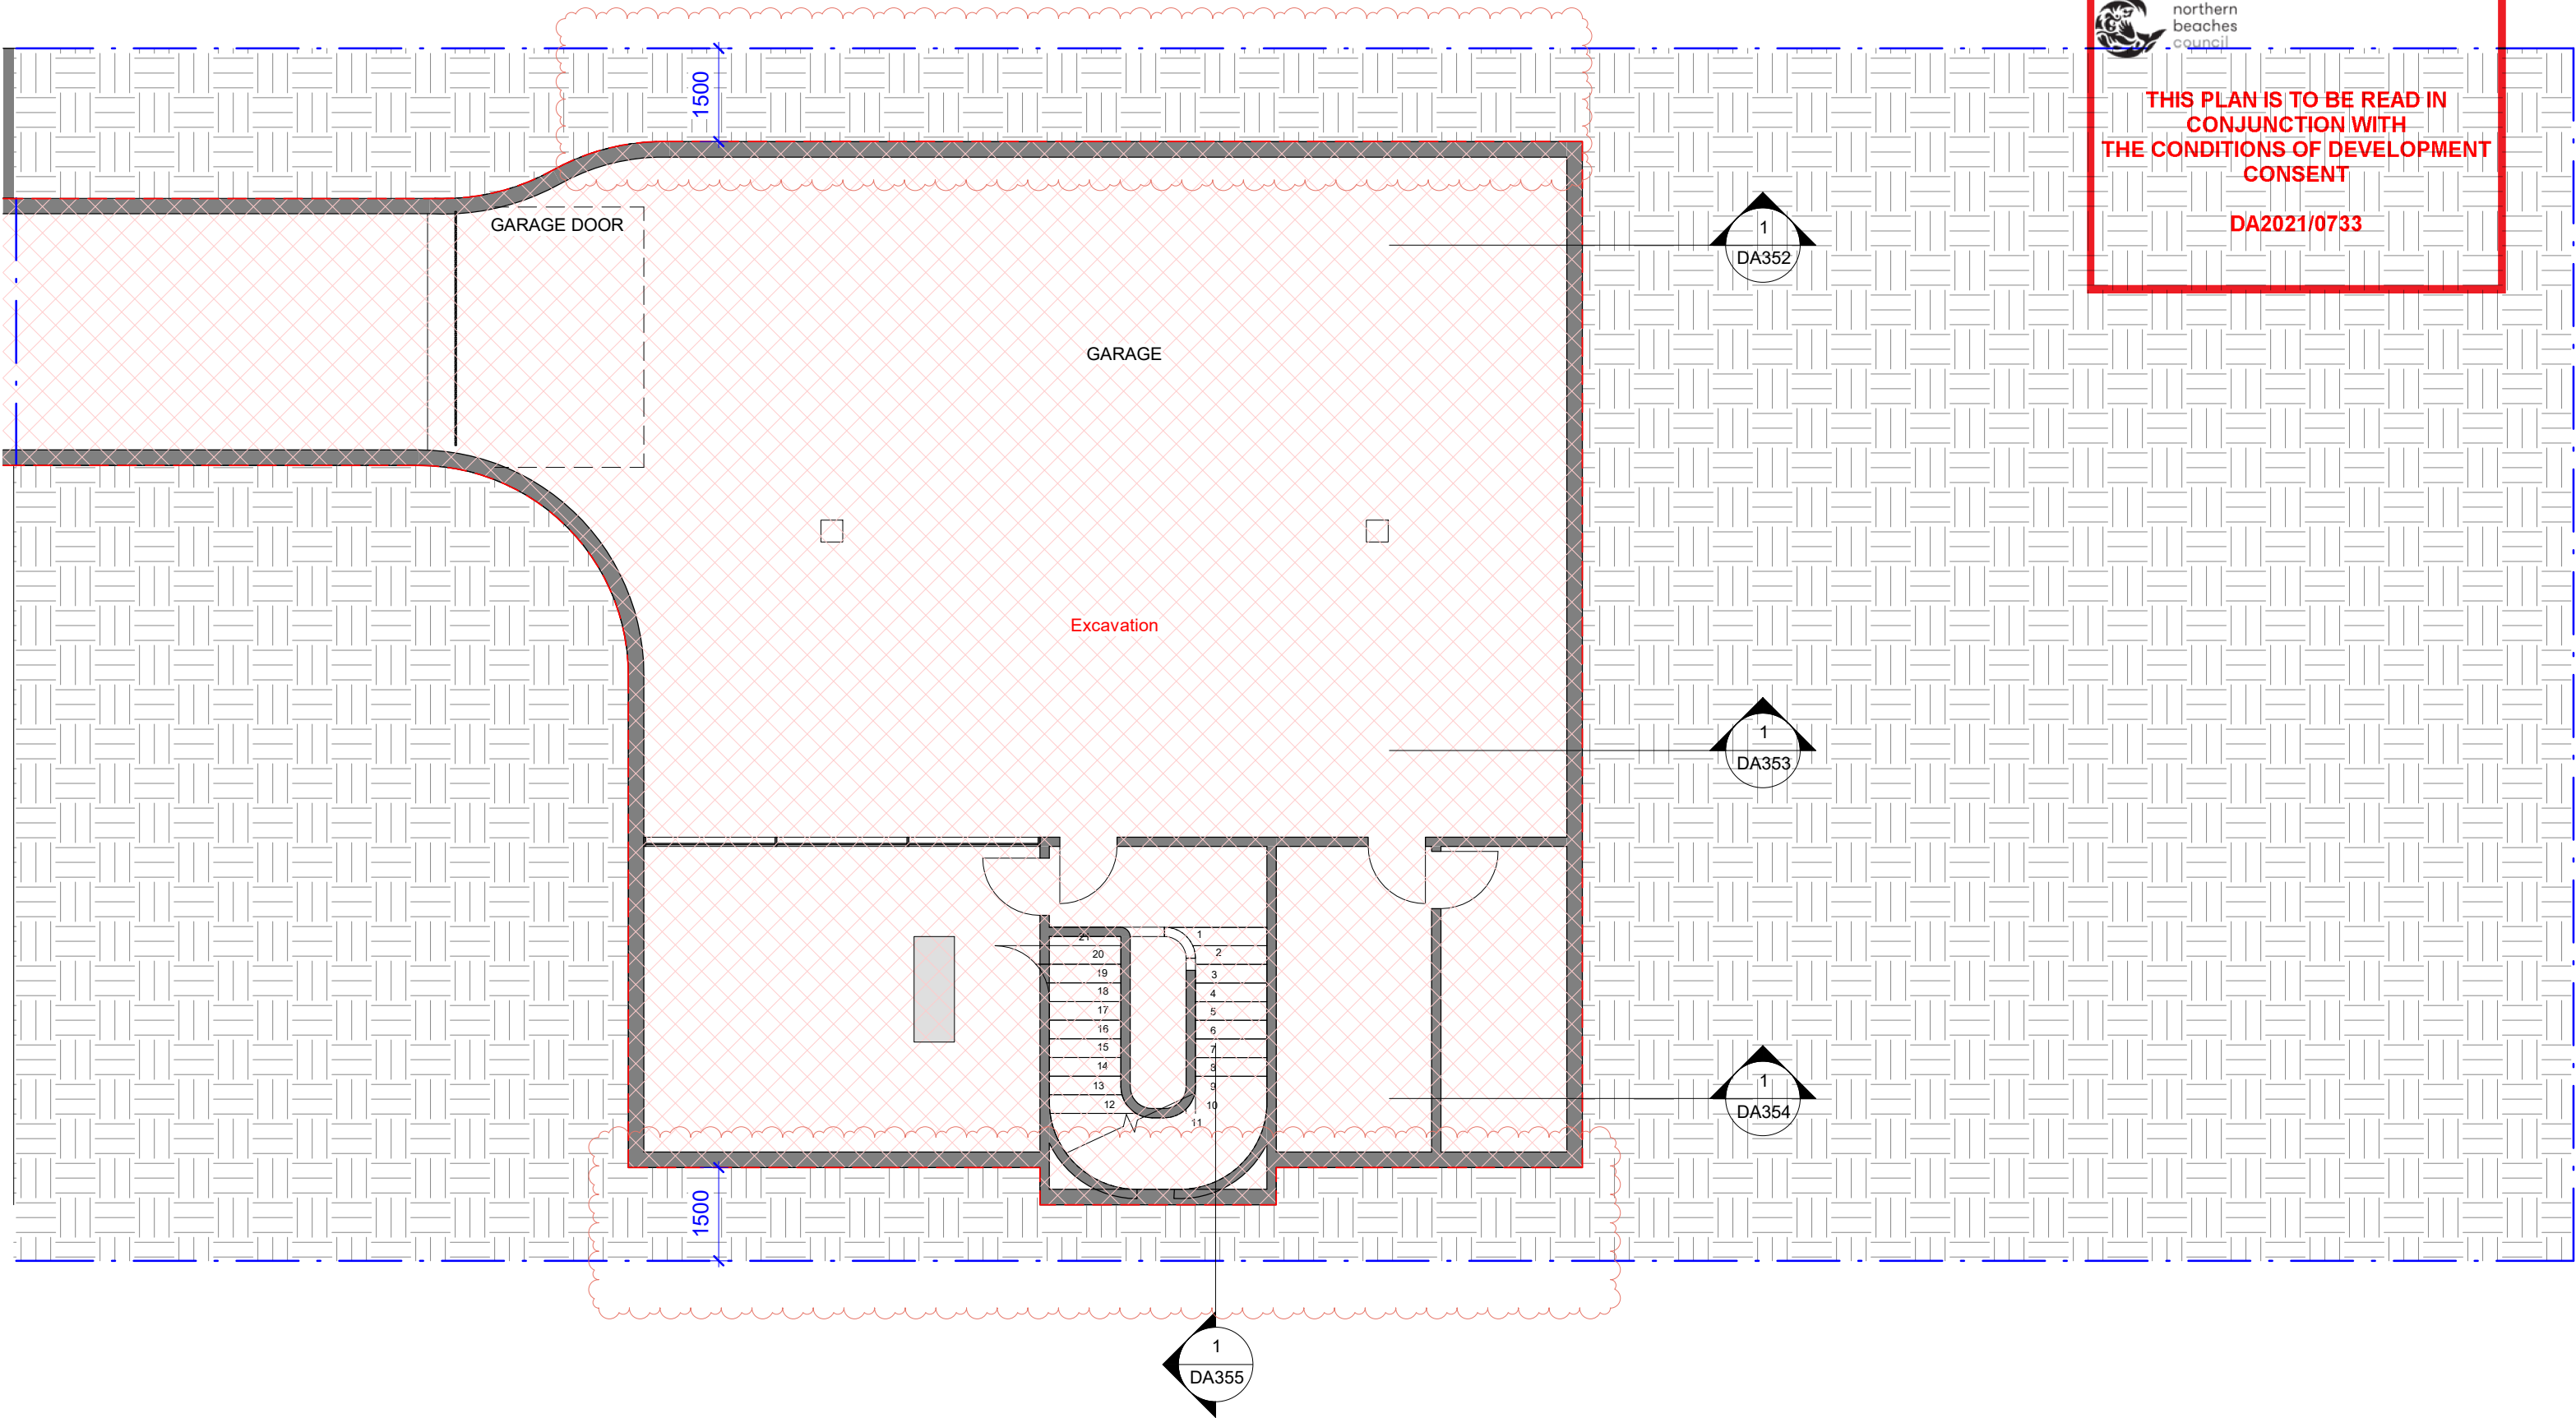 northern
beaches
council
THIS PLAN IS TO BE READ IN
CONJUNCTION WITH
THE CONDITIONS OF DEVELOPMENT
CONSENT
DA2021/0733
1500
GARAGE DOOR
1
DA352
GARAGE
Excavation
1
DA353
21
20
19
18
17
16
15
14
13
12
1
2
3
4
5
6
7
8
9
10
11
1
DA354
1500
1
DA355